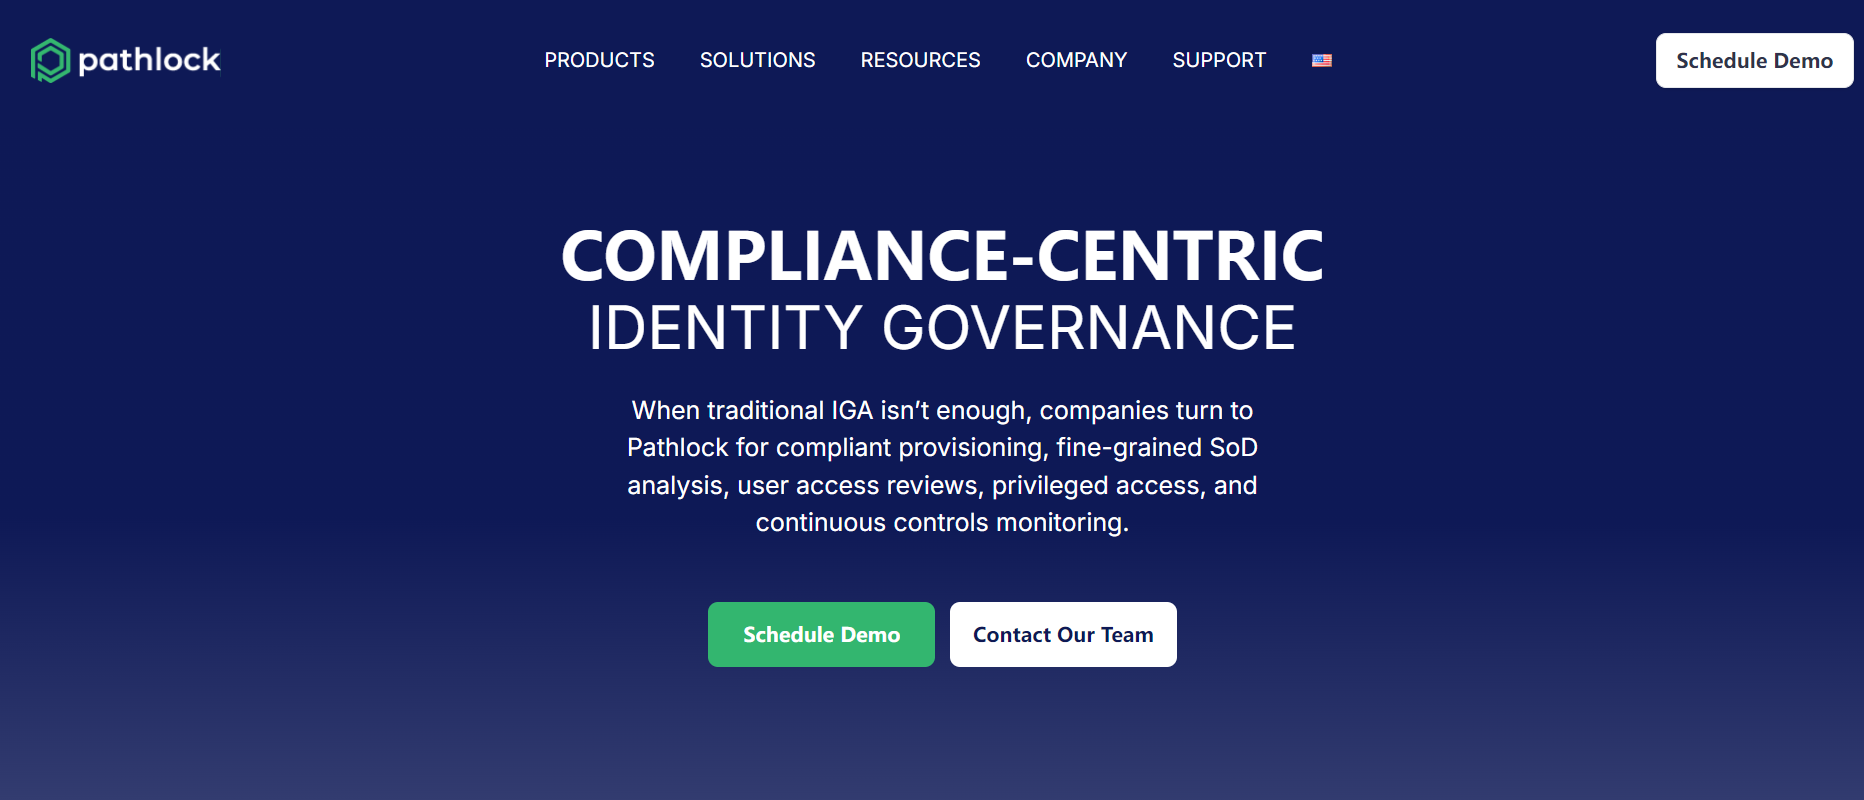 pathlock
PRODUCTS
SOLUTIONS
RESOURCES
COMPANY
SUPPORT
Schedule Demo
COMPLIANCE-CENTRIC
IDENTITY GOVERNANCE
When traditional IGA isn’t enough, companies turn to
Pathlock for compliant provisioning, fine-grained SoD
analysis, user access reviews, privileged access, and
continuous controls monitoring.
Schedule Demo
Contact Our Team